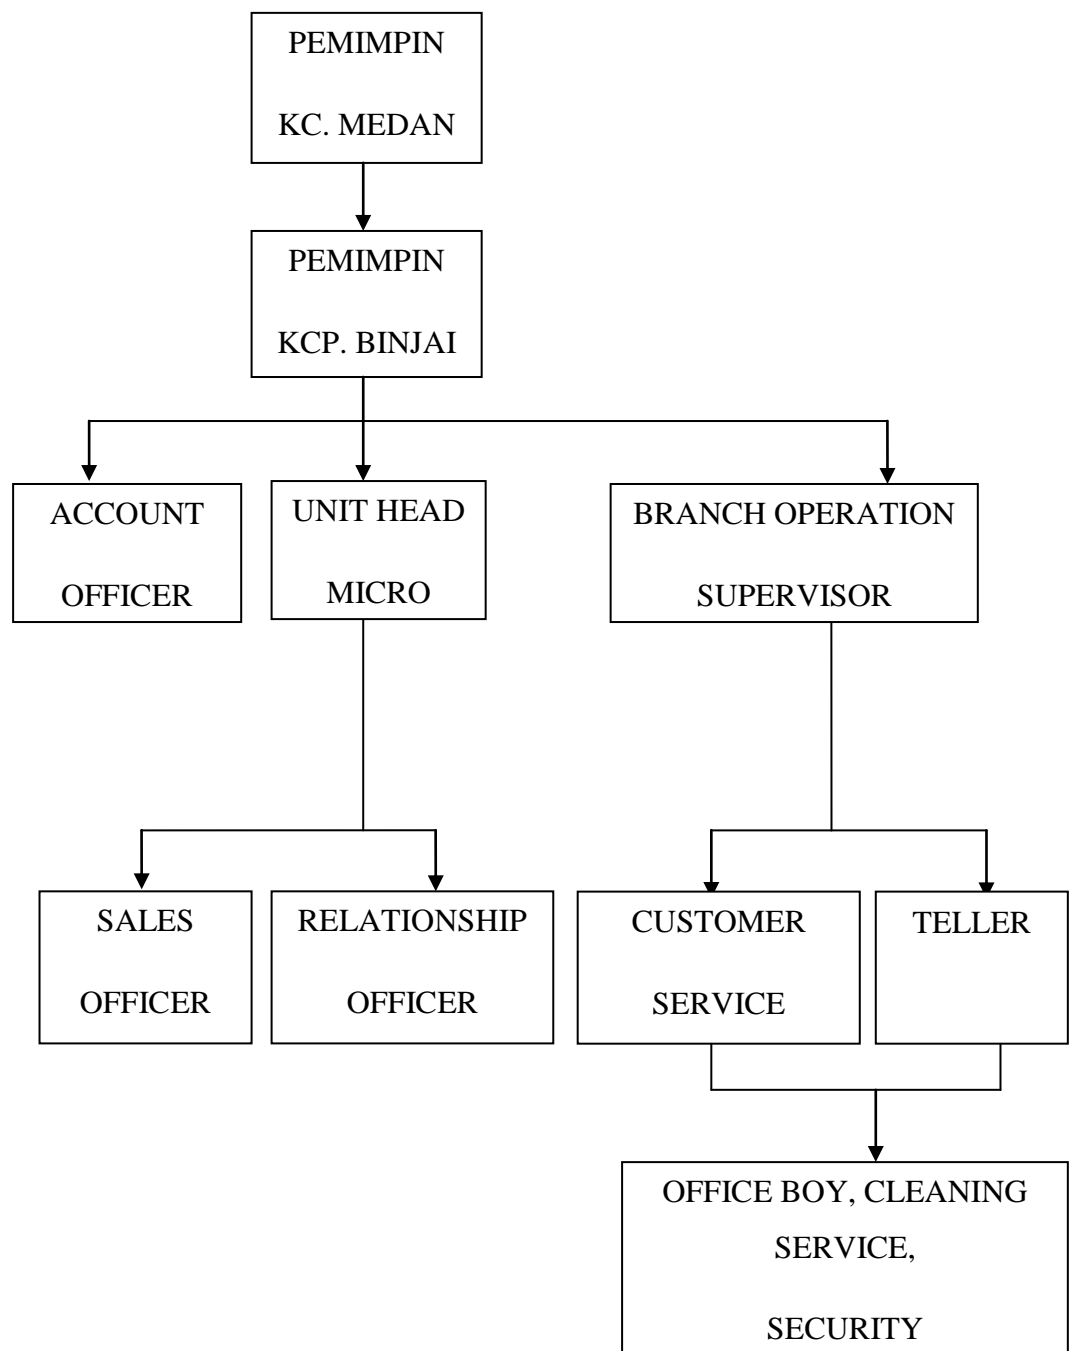 PEMIMPIN
KC. MEDAN
PEMIMPIN
KCP. BINJAI
ACCOUNT
OFFICER
UNIT HEAD
MICRO
BRANCH OPERATION
SUPERVISOR
SALES
OFFICER
RELATIONSHIP
OFFICER
CUSTOMER
SERVICE
TELLER
OFFICE BOY, CLEANING
SERVICE,
SECURITY